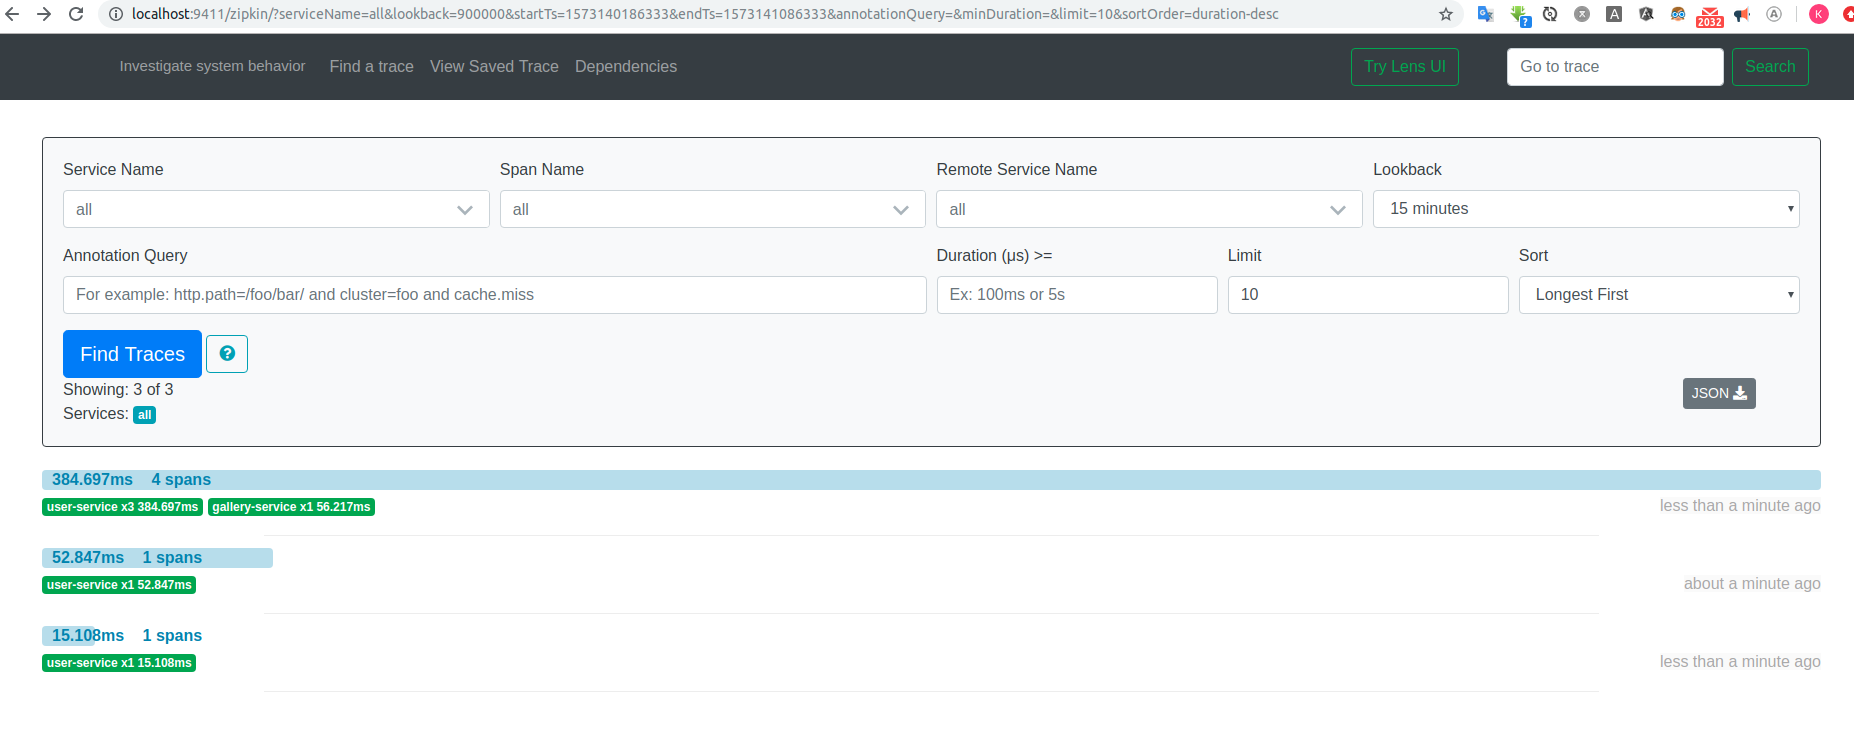 localhost:9411/zipkin/?serviceName=all&lookback=900000&startTs=1573140186333&endTs=1573141086333&annotationQuery=&minDuration=&limit=10&sortOrder=duration-desc
A 2032 A K
Investigate system behavior Find a trace View Saved Trace Dependencies Try Lens UI Go to trace Search
Service Name Span Name Remote Service Name Lookback
all all all 15 minutes
Annotation Query Duration (μs) >= Limit Sort
For example: http.path=/foo/bar/ and cluster=foo and cache.miss Ex: 100ms or 5s 10 Longest First
Find Traces ?
Showing: 3 of 3
JSON
Services: all
384.697ms 4 spans
user-service x3 384.697ms gallery-service x1 56.217ms less than a minute ago
52.847ms 1 spans
user-service x1 52.847ms about a minute ago
15.108ms 1 spans
user-service x1 15.108ms less than a minute ago